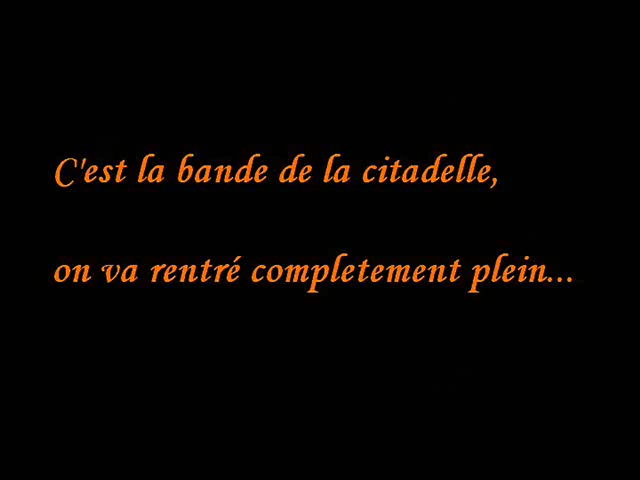 C'est la bande de la citadelle,
on va rentré completement plein...